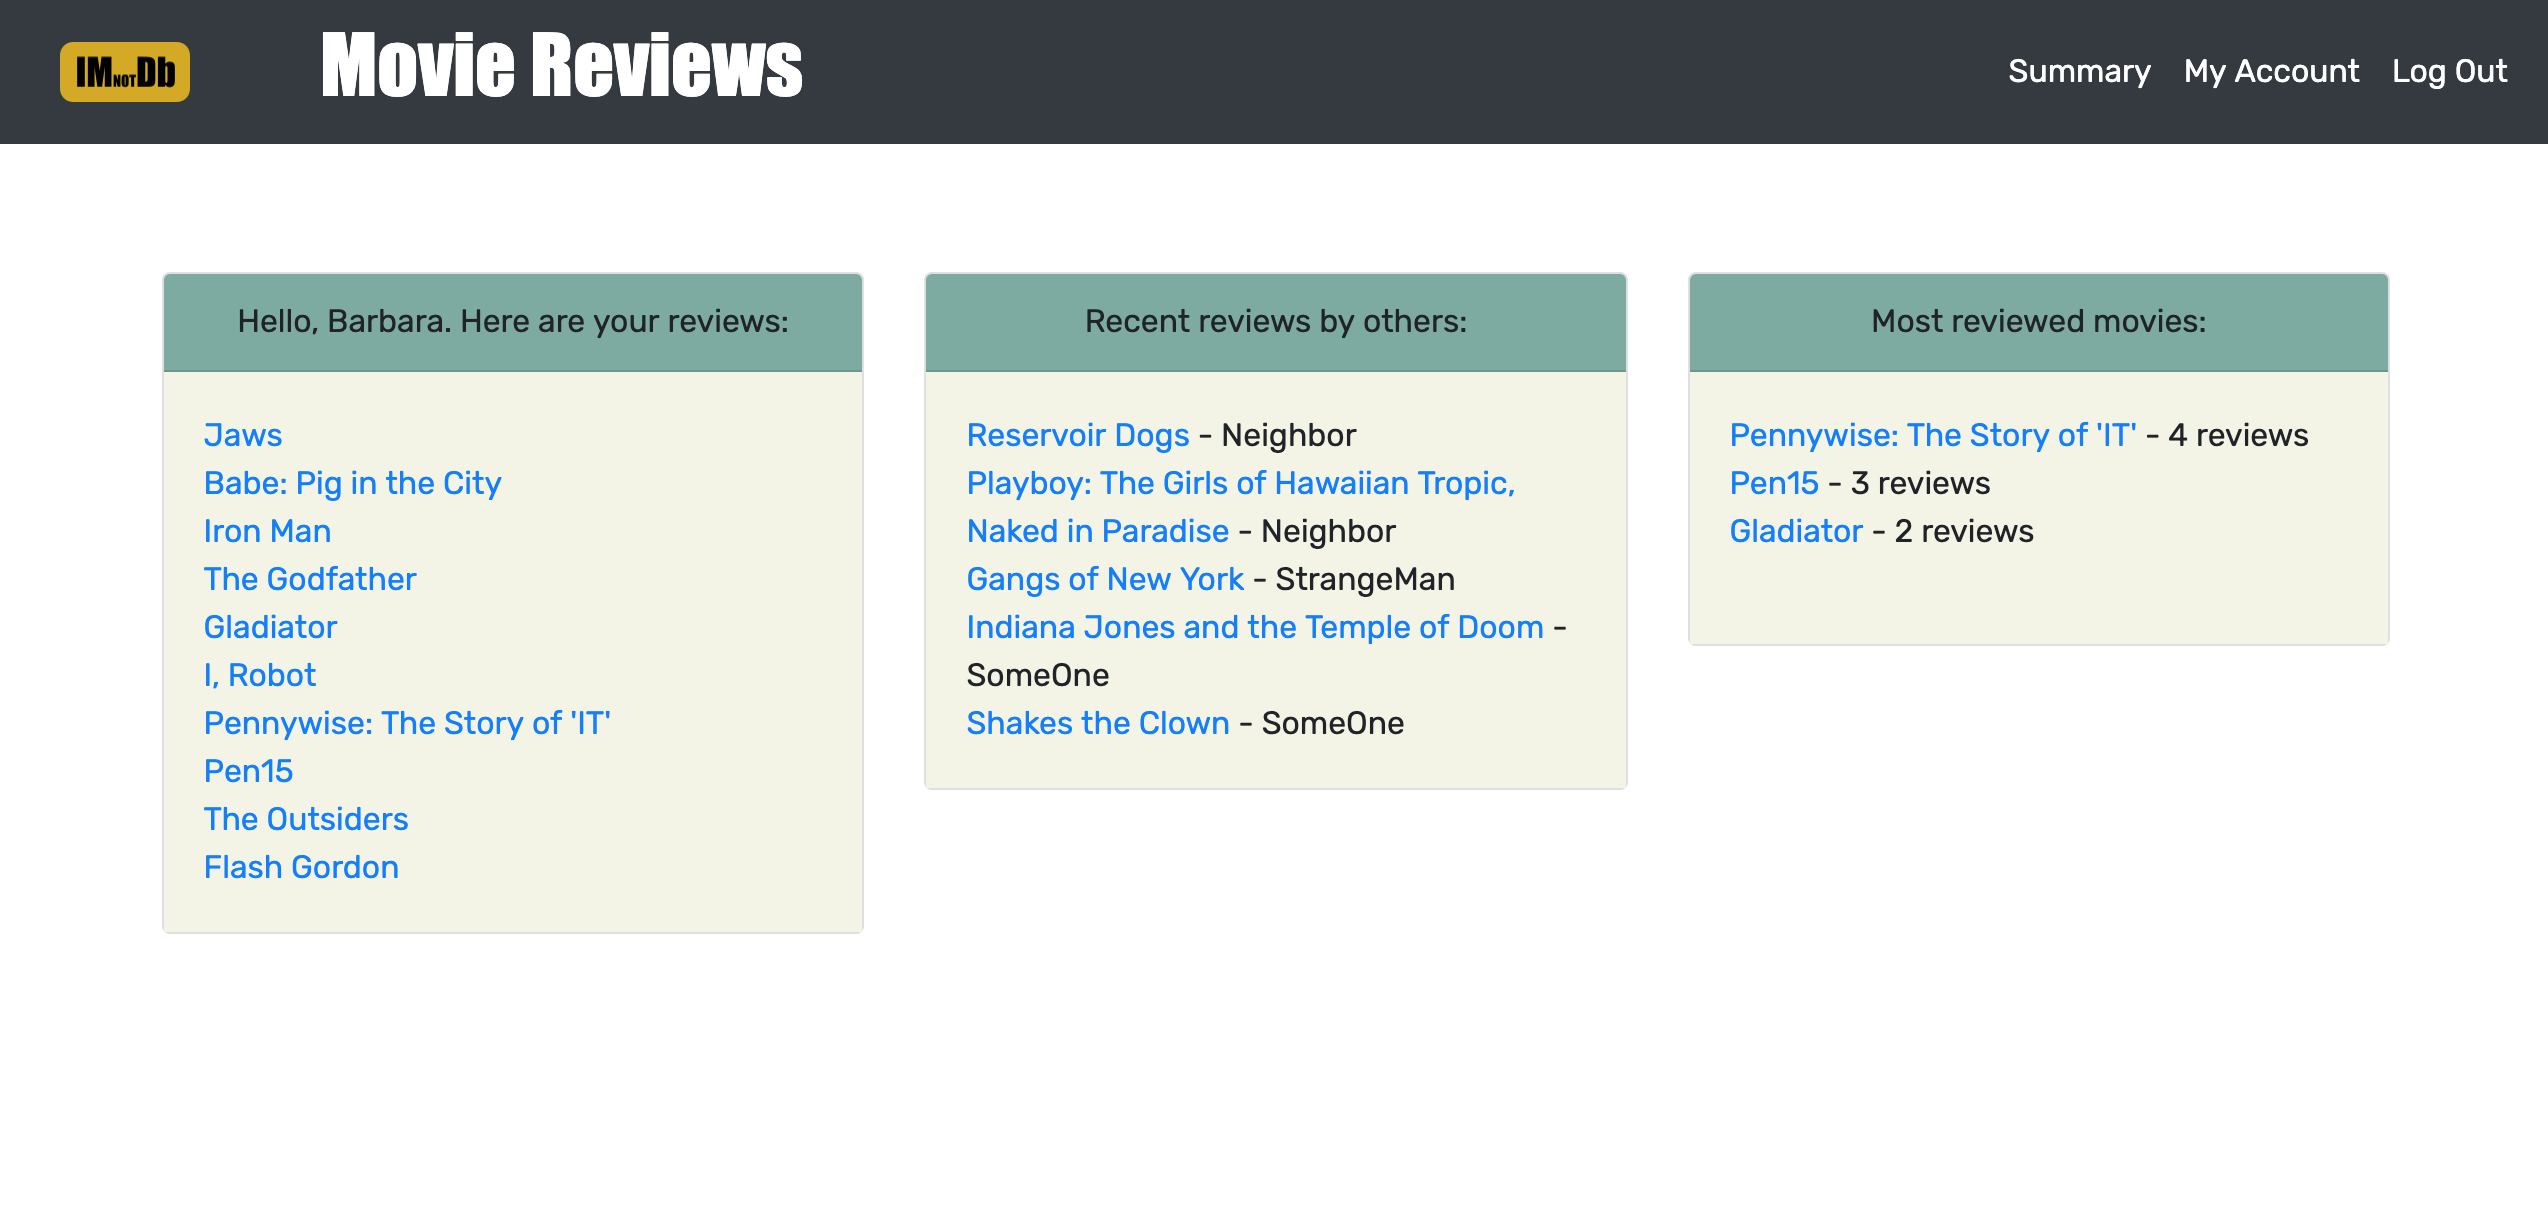 IMNOTDb
Movie Reviews
Summary
My Account
Log Out
Hello, Barbara. Here are your reviews:
Jaws
Babe: Pig in the City
Iron Man
The Godfather
Gladiator
I, Robot
Pennywise: The Story of 'IT'
Pen15
The Outsiders
Flash Gordon
Recent reviews by others:
Reservoir Dogs - Neighbor
Playboy: The Girls of Hawaiian Tropic,
Naked in Paradise - Neighbor
Gangs of New York - StrangeMan
Indiana Jones and the Temple of Doom -
SomeOne
Shakes the Clown - SomeOne
Most reviewed movies:
Pennywise: The Story of 'IT' - 4 reviews
Pen15 - 3 reviews
Gladiator - 2 reviews